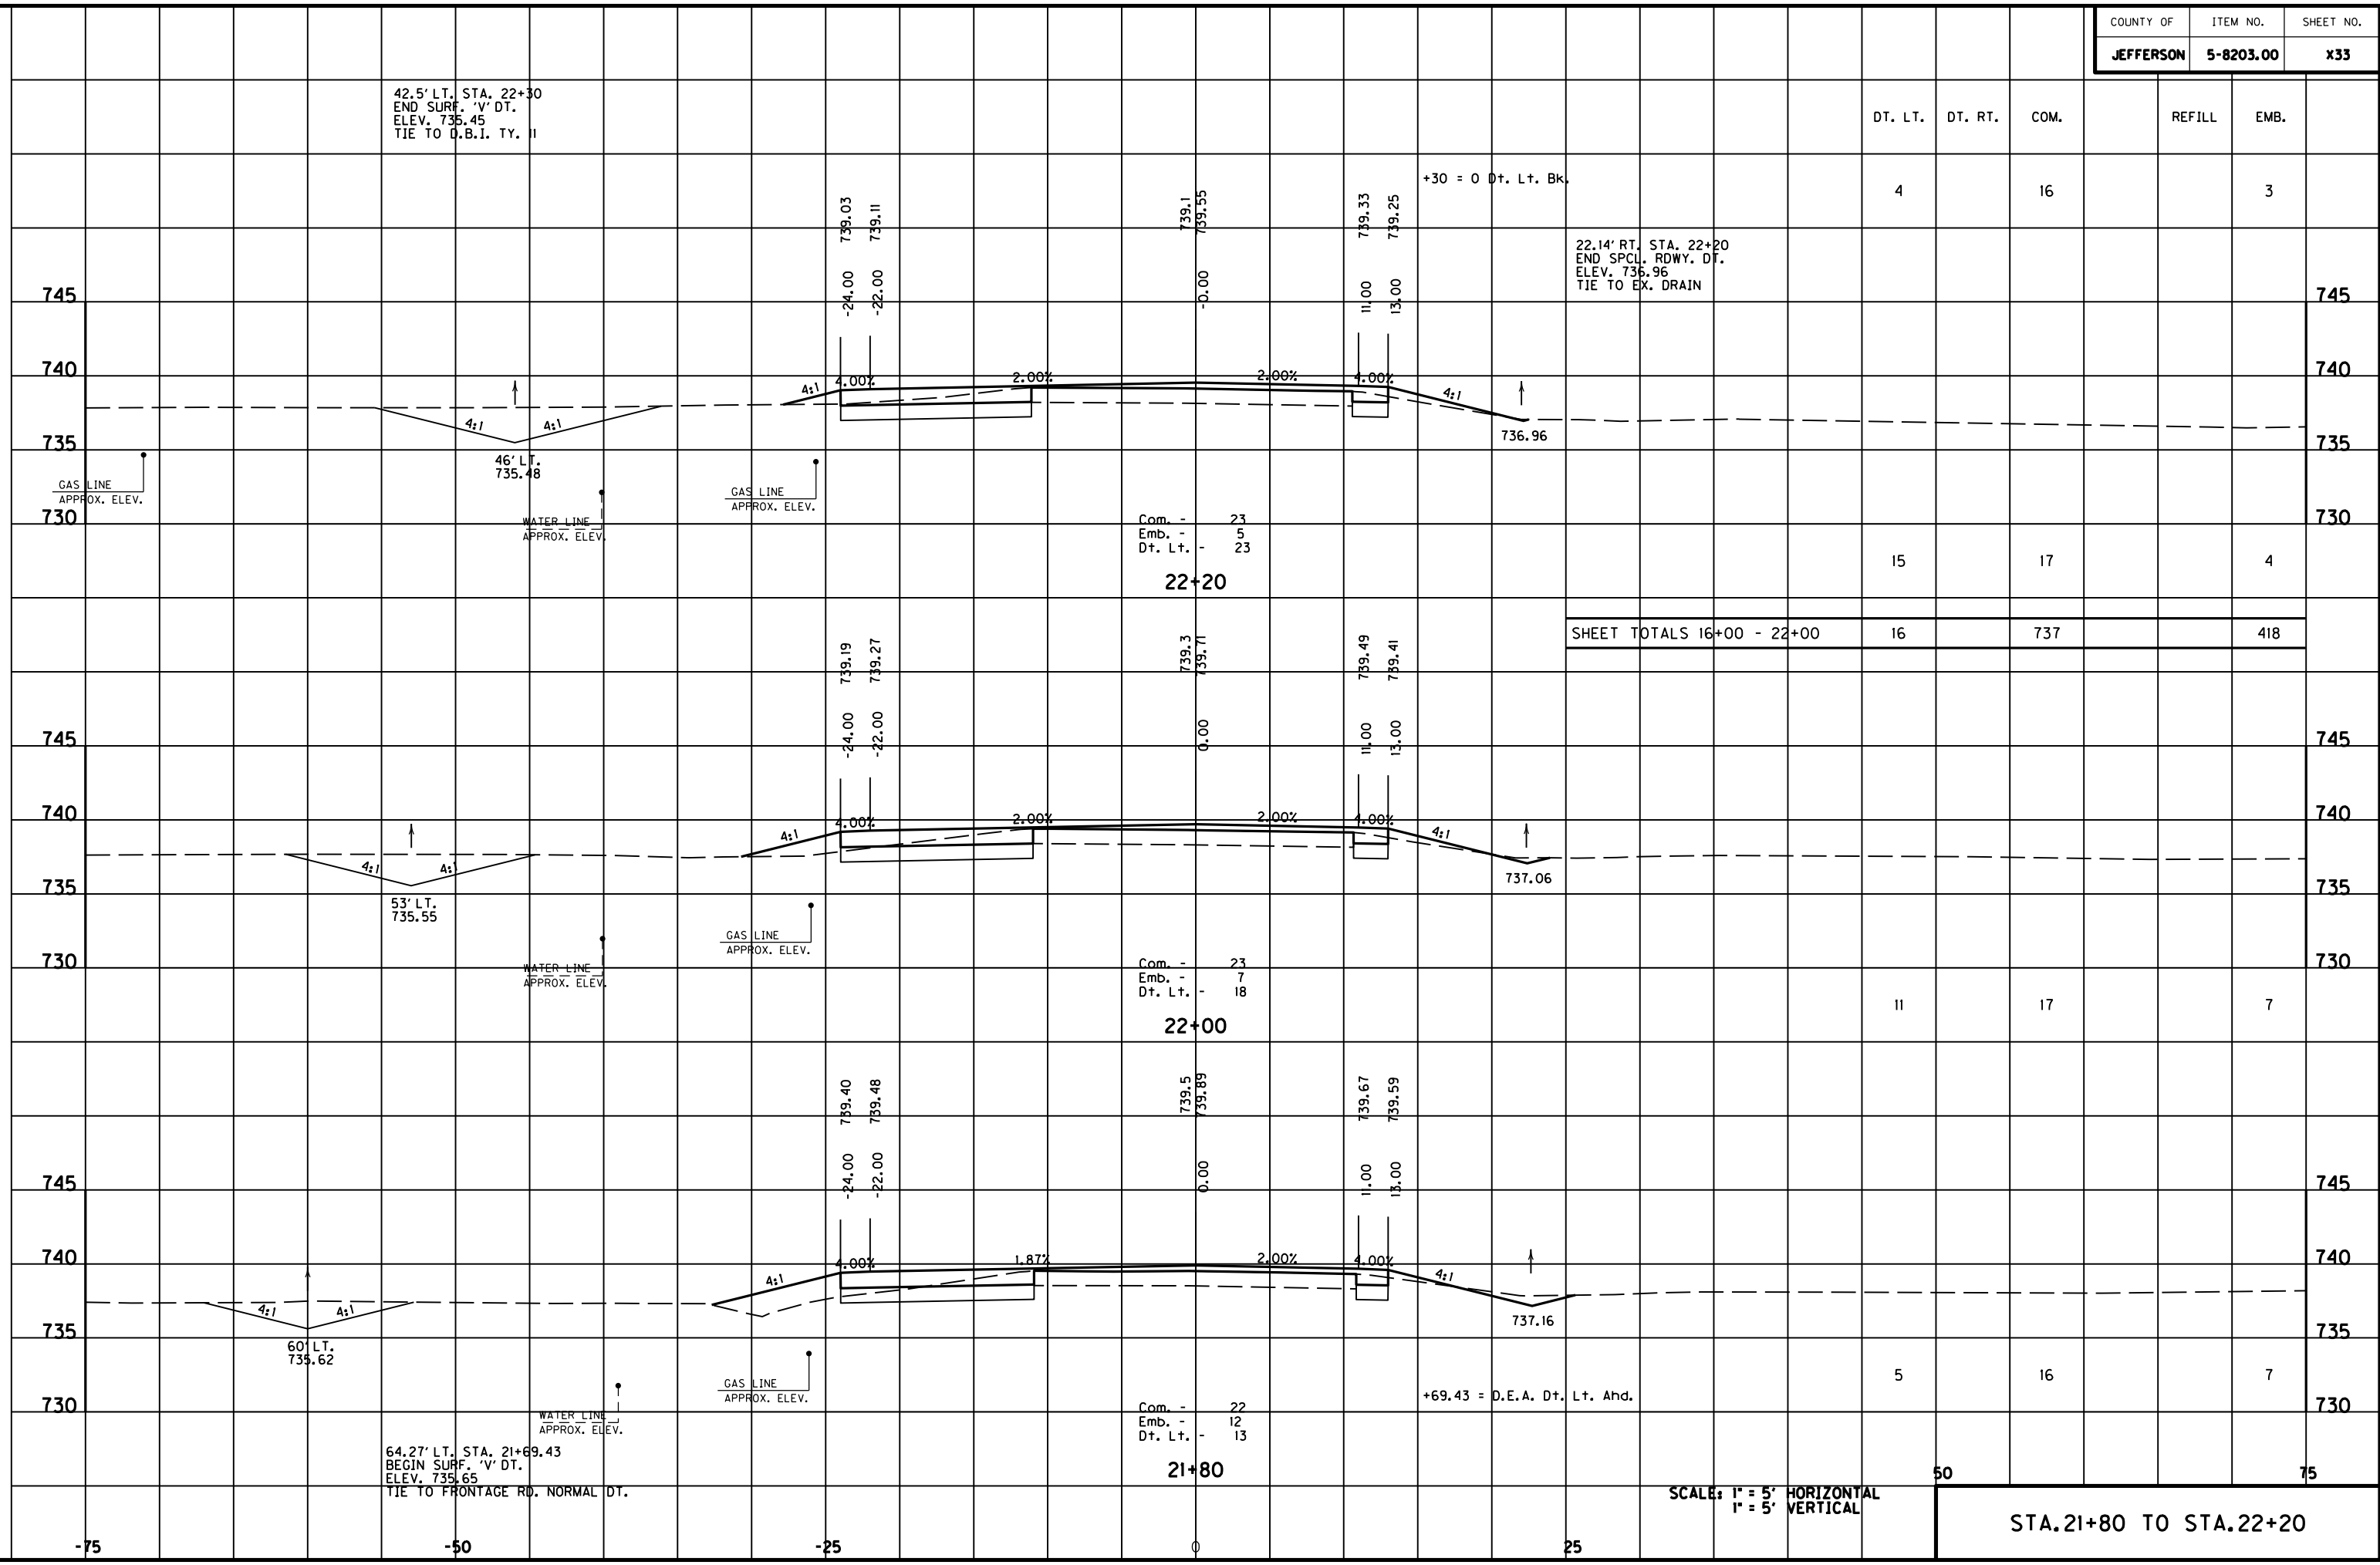 COUNTY OF ITEM NO. SHEET NO.
JEFFERSON 5-8203.00 X33
42.5' LT. STA. 22+30
END SURF. 'V' DT.
ELEV. 735.45
TIE TO D.B.I. TY. 11
DT. LT. DT. RT. COM. REFILL EMB.
+30 = 0 Dt. Lt. Bk.
4 16 3
739.03 739.11 739.1 739.55 739.33 739.25
22.14' RT. STA. 22+20
END SPCL. RDWY. DT.
ELEV. 736.96
TIE TO EX. DRAIN
-24.00 -22.00 -0.00 11.00 13.00
745 745
740 740
4:1 4.00% 2.00% 2.00% 4.00% 4:1
4:1 4:1
735 735
736.96
46' LT.
735.48
GAS LINE
APPROX. ELEV.
GAS LINE
APPROX. ELEV.
730 730
WATER LINE
APPROX. ELEV.
Com. - 23
Emb. - 5
Dt. Lt. - 23
22+20
15 17 4
SHEET TOTALS 16+00 - 22+00 16 737 418
739.19 739.27 739.3 739.71 739.49 739.41
-24.00 -22.00 0.00 11.00 13.00
745 745
740 740
4:1 4.00% 2.00% 2.00% 4.00% 4:1
4:1 4:1
735 735
737.06
53' LT.
735.55
GAS LINE
APPROX. ELEV.
730 730
WATER LINE
APPROX. ELEV.
Com. - 23
Emb. - 7
Dt. Lt. - 18
22+00
11 17 7
739.40 739.48 739.5 739.89 739.67 739.59
-24.00 -22.00 0.00 11.00 13.00
745 745
740 740
4:1 4.00% 1.87% 2.00% 4.00% 4:1
4:1 4:1
735 735
737.16
60' LT.
735.62
GAS LINE
APPROX. ELEV.
5 16 7
+69.43 = D.E.A. Dt. Lt. Ahd.
730 730
WATER LINE
APPROX. ELEV.
Com. - 22
Emb. - 12
Dt. Lt. - 13
21+80
64.27' LT. STA. 21+69.43
BEGIN SURF. 'V' DT.
ELEV. 735.65
TIE TO FRONTAGE RD. NORMAL DT.
50 75
SCALE: 1" = 5' HORIZONTAL
1" = 5' VERTICAL
STA.21+80 TO STA.22+20
-75 -50 -25 0 25